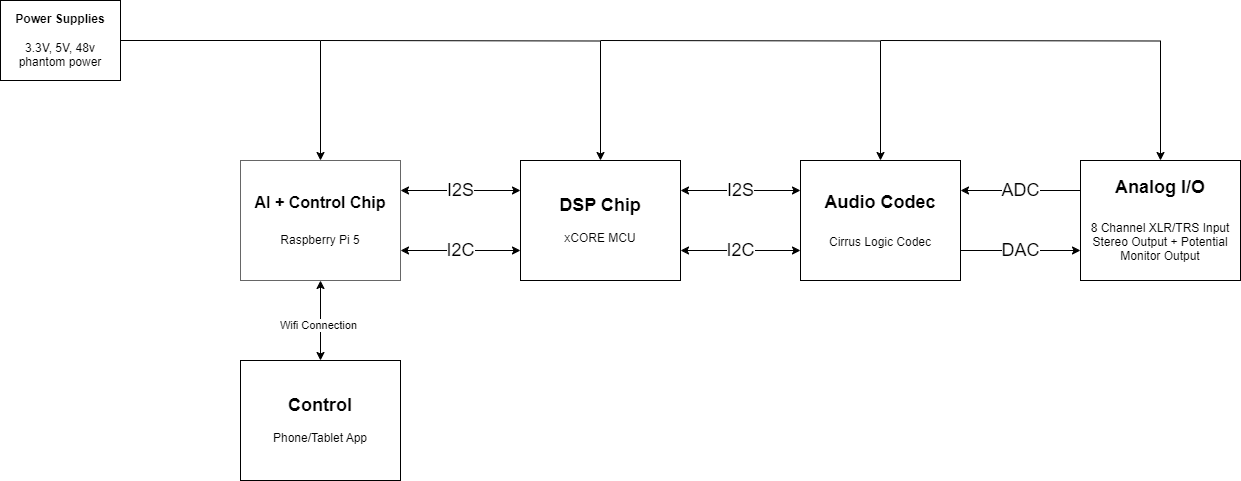 Power Supplies
3.3V, 5V, 48v
phantom power
AI + Control Chip
Raspberry Pi 5
I2S
I2C
DSP Chip
xCORE MCU
I2S
I2C
Audio Codec
Cirrus Logic Codec
ADC
DAC
Analog I/O
8 Channel XLR/TRS Input
Stereo Output + Potential
Monitor Output
Wifi Connection
Control
Phone/Tablet App